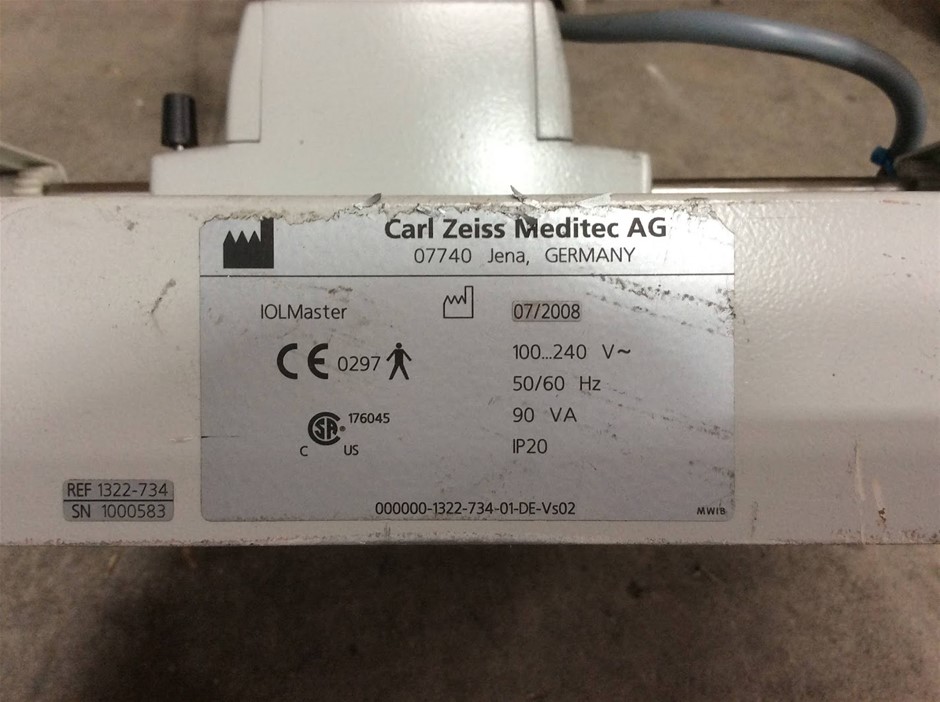 Carl Zeiss Meditec AG
07740 Jena, GERMANY
IOLMaster
07/2008
CE 0297
100...240 V~
50/60 Hz
90 VA
IP20
176045
C SA® US
REF 1322-734
SN 1000583
000000-1322-734-01-DE-Vs02
MWIB